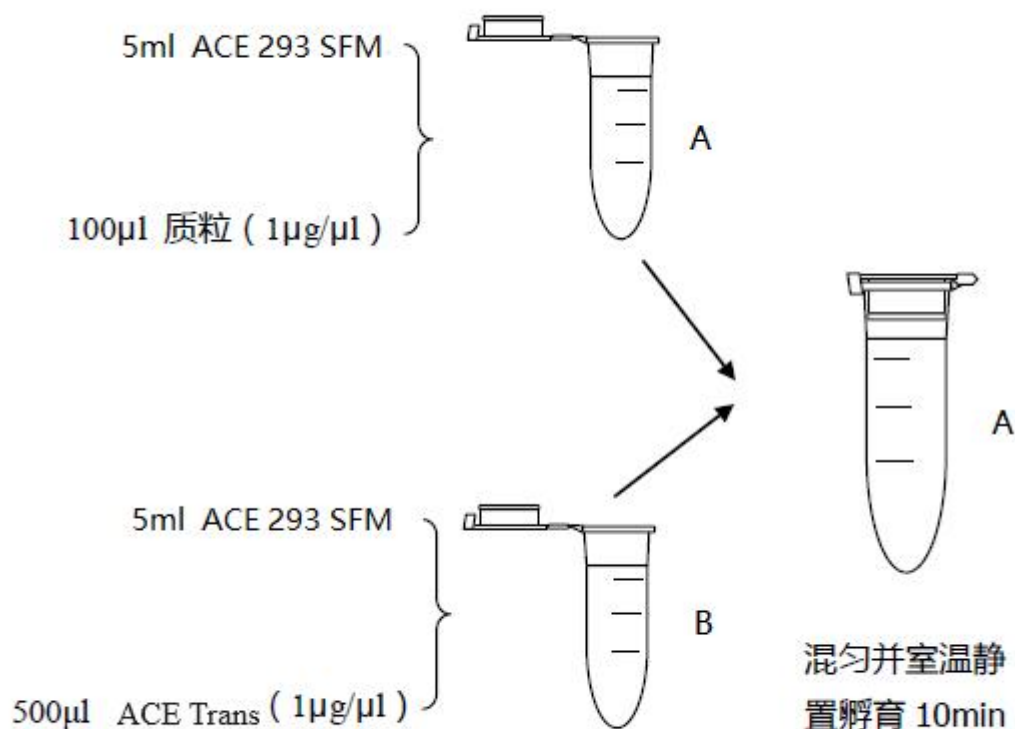 5ml ACE 293 SFM
A
100μl 质粒（1μg/μl）
A
5ml ACE 293 SFM
B
500μl ACE Trans（1μg/μl）
混匀并室温静
置孵育 10min